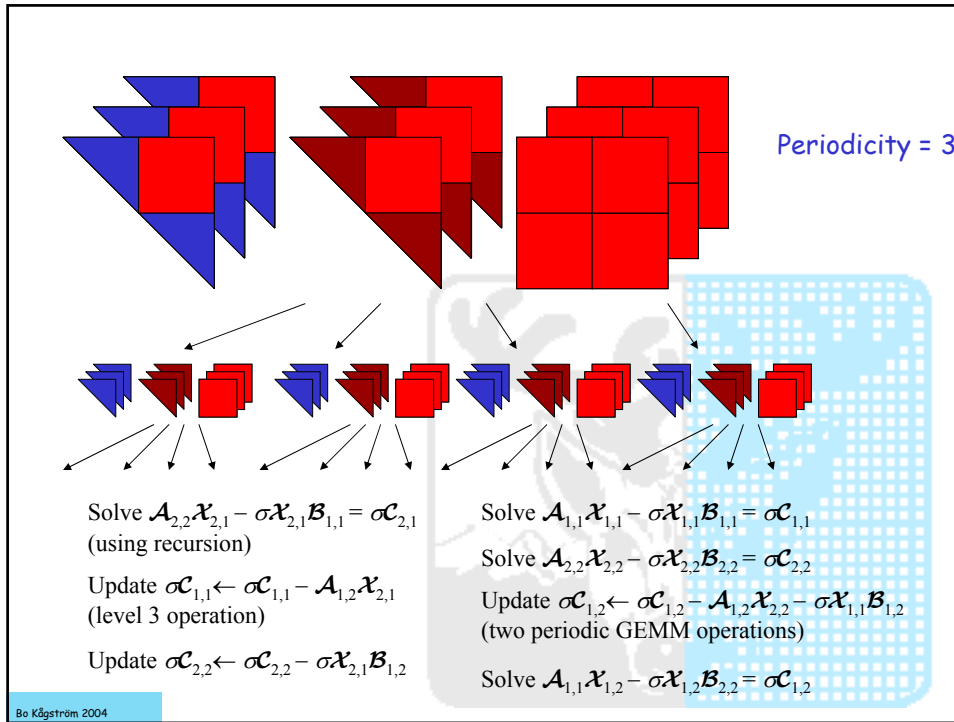 Periodicity = 3
Solve 𝓐2,2𝓧2,1 – σ𝓧2,1𝓑1,1 = σ𝓒2,1
(using recursion)
Update σ𝓒1,1 ← σ𝓒1,1 – 𝓐1,2𝓧2,1
(level 3 operation)
Update σ𝓒2,2 ← σ𝓒2,2 – σ𝓧2,1𝓑1,2
Solve 𝓐1,1𝓧1,1 – σ𝓧1,1𝓑1,1 = σ𝓒1,1
Solve 𝓐2,2𝓧2,2 – σ𝓧2,2𝓑2,2 = σ𝓒2,2
Update σ𝓒1,2 ← σ𝓒1,2 – 𝓐1,2𝓧2,2 – σ𝓧1,1𝓑1,2
(two periodic GEMM operations)
Solve 𝓐1,1𝓧1,2 – σ𝓧1,2𝓑2,2 = σ𝓒1,2
Bo Kågström 2004